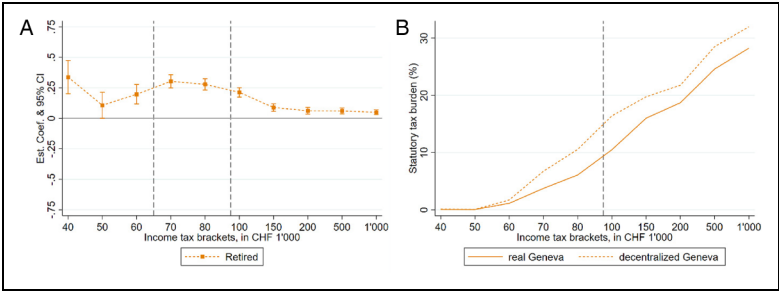 A
Est. Coef. & 95% CI
.75
.5
.25
0
-.25
-.5
-.75
40 50 60 70 80 100 150 200 500 1'000
Income tax brackets, in CHF 1'000
Retired
B
Statutory tax burden (%)
30
20
10
0
40 50 60 70 80 100 150 200 500 1'000
Income tax brackets, in CHF 1'000
real Geneva decentralized Geneva